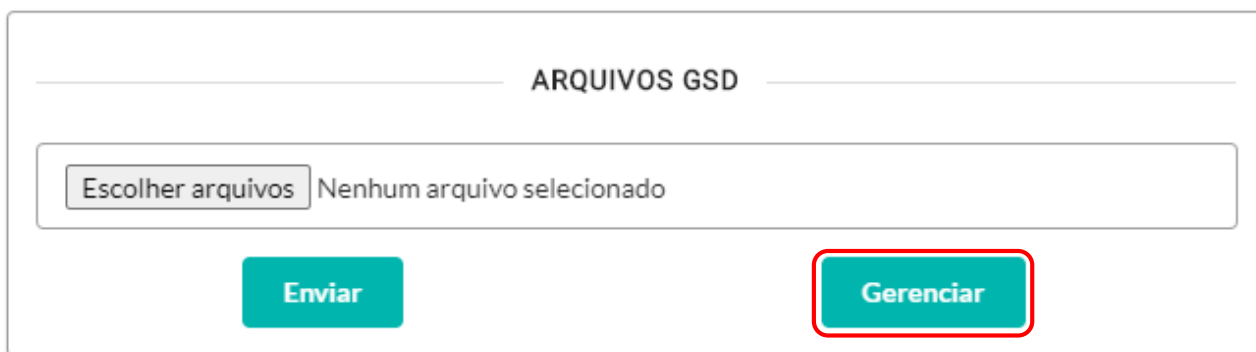 ARQUIVOS GSD
Escolher arquivos Nenhum arquivo selecionado
Enviar Gerenciar